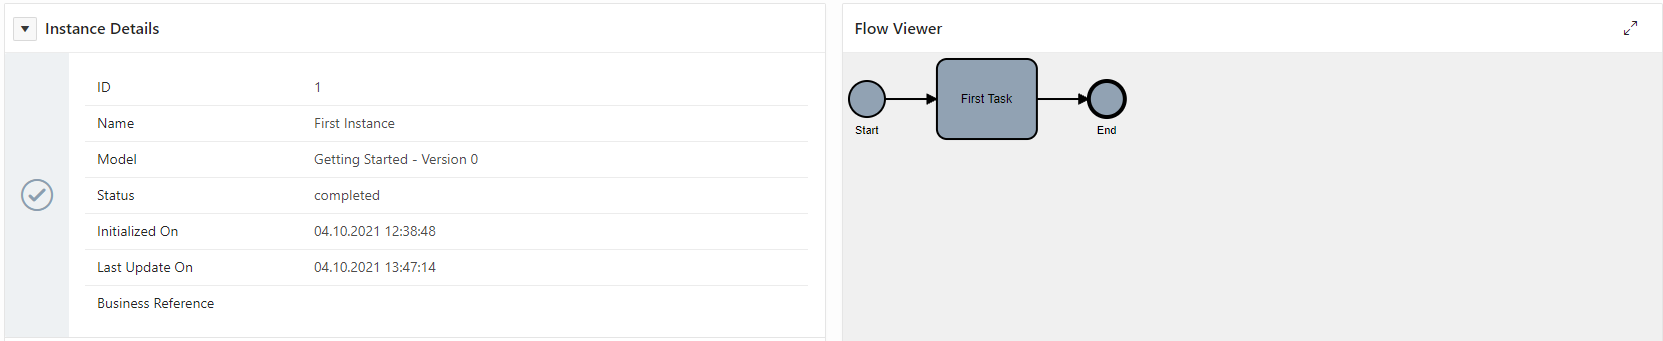 Instance Details
ID 1
Name First Instance
Model Getting Started - Version 0
Status completed
Initialized On 04.10.2021 12:38:48
Last Update On 04.10.2021 13:47:14
Business Reference
Flow Viewer
First Task
Start
End